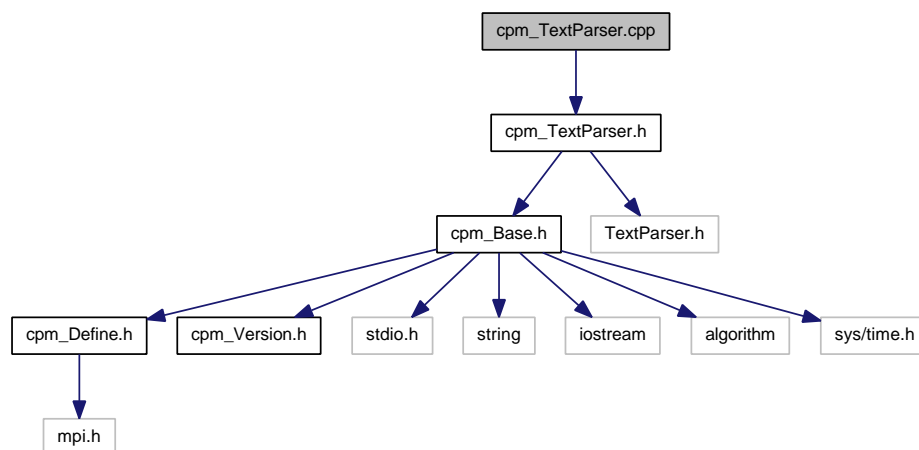 cpm_TextParser.cpp
cpm_TextParser.h
cpm_Base.h
TextParser.h
cpm_Define.h
cpm_Version.h
stdio.h
string
iostream
algorithm
sys/time.h
mpi.h